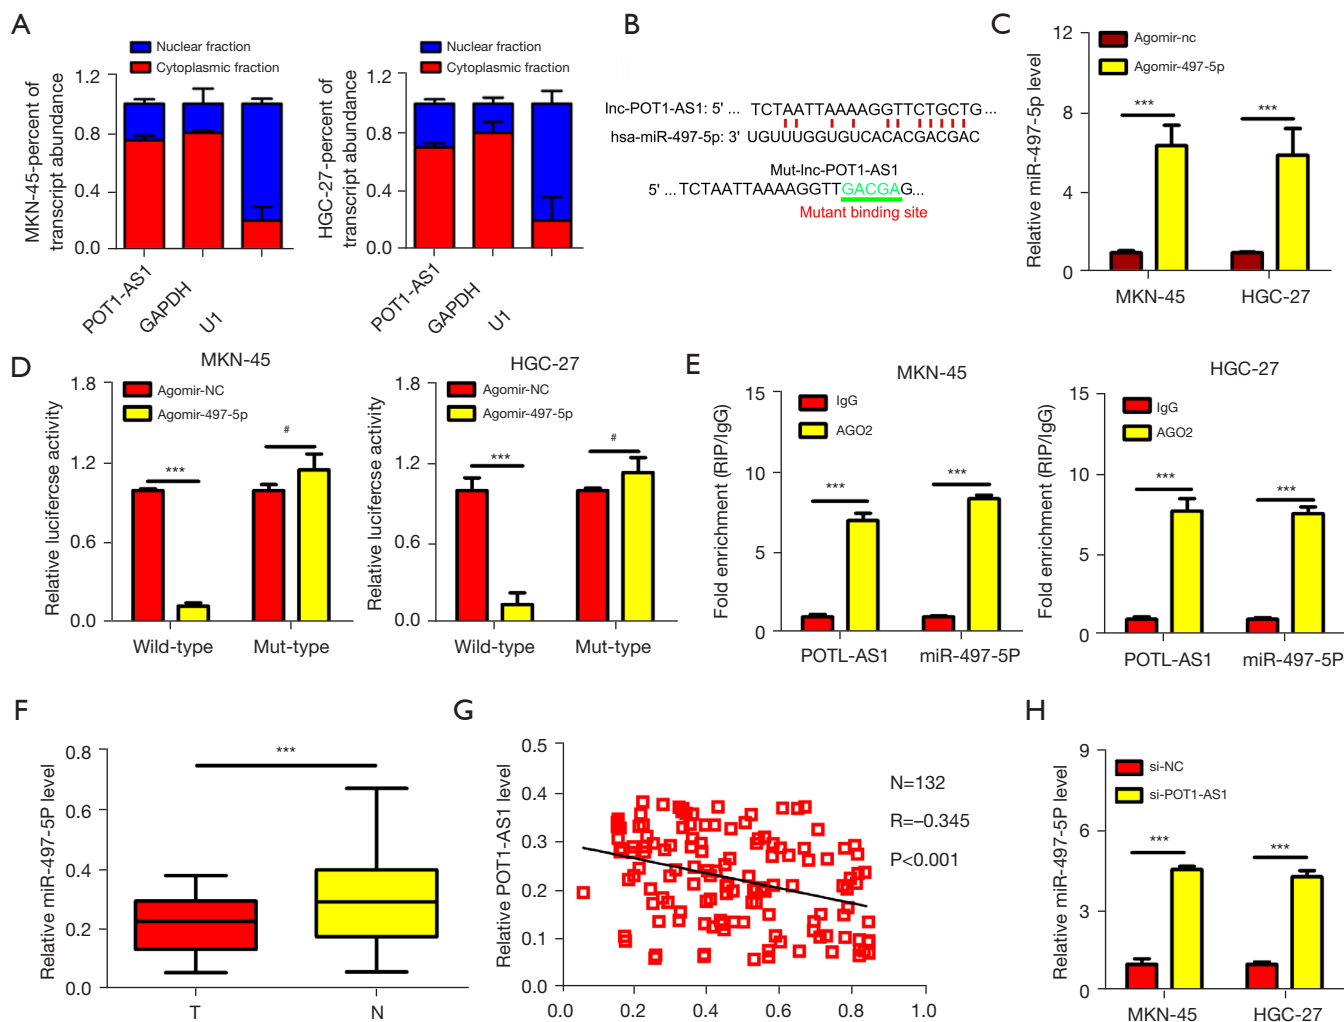 A
Nuclear fraction
Cytoplasmic fraction
MKN-45-percent of
transcript abundance
1.2
0.8
0.4
0.0
POT1-AS1
GAPDH
U1
Nuclear fraction
Cytoplasmic fraction
HGC-27-percent of
transcript abundance
1.2
0.8
0.4
0.0
POT1-AS1
GAPDH
U1
B
lnc-POT1-AS1: 5' ... TCTAATTAAAAGGTTCTGCTG...
hsa-miR-497-5p: 3' UGUUUGGUGUCACACGACGAC
Mut-lnc-POT1-AS1
5' ...TCTAATTAAAAGGTTGACGAG...
Mutant binding site
C
Agomir-nc
Agomir-497-5p
Relative miR-497-5p level
12
8
4
0
***
***
MKN-45
HGC-27
D
MKN-45
Agomir-NC
Agomir-497-5p
Relative lucifercse activity
1.8
1.2
0.6
0.0
***
#
Wild-type
Mut-type
HGC-27
Agomir-NC
Agomir-497-5p
Relative lucifercse activity
1.8
1.2
0.6
0.0
***
#
Wild-type
Mut-type
E
MKN-45
IgG
AGO2
Fold enrichment (RIP/IgG)
15
10
5
0
***
***
POTL-AS1
miR-497-5P
HGC-27
IgG
AGO2
Fold enrichment (RIP/IgG)
15
10
5
0
***
***
POTL-AS1
miR-497-5P
F
Relative miR-497-5P level
0.8
0.6
0.4
0.2
0.0
***
T
N
G
Relative POT1-AS1 level
0.5
0.4
0.3
0.2
0.1
0.0
0.2
0.4
0.6
0.8
1.0
N=132
R=–0.345
P<0.001
H
si-NC
si-POT1-AS1
Relative miR-497-5P level
9
6
3
0
***
***
MKN-45
HGC-27